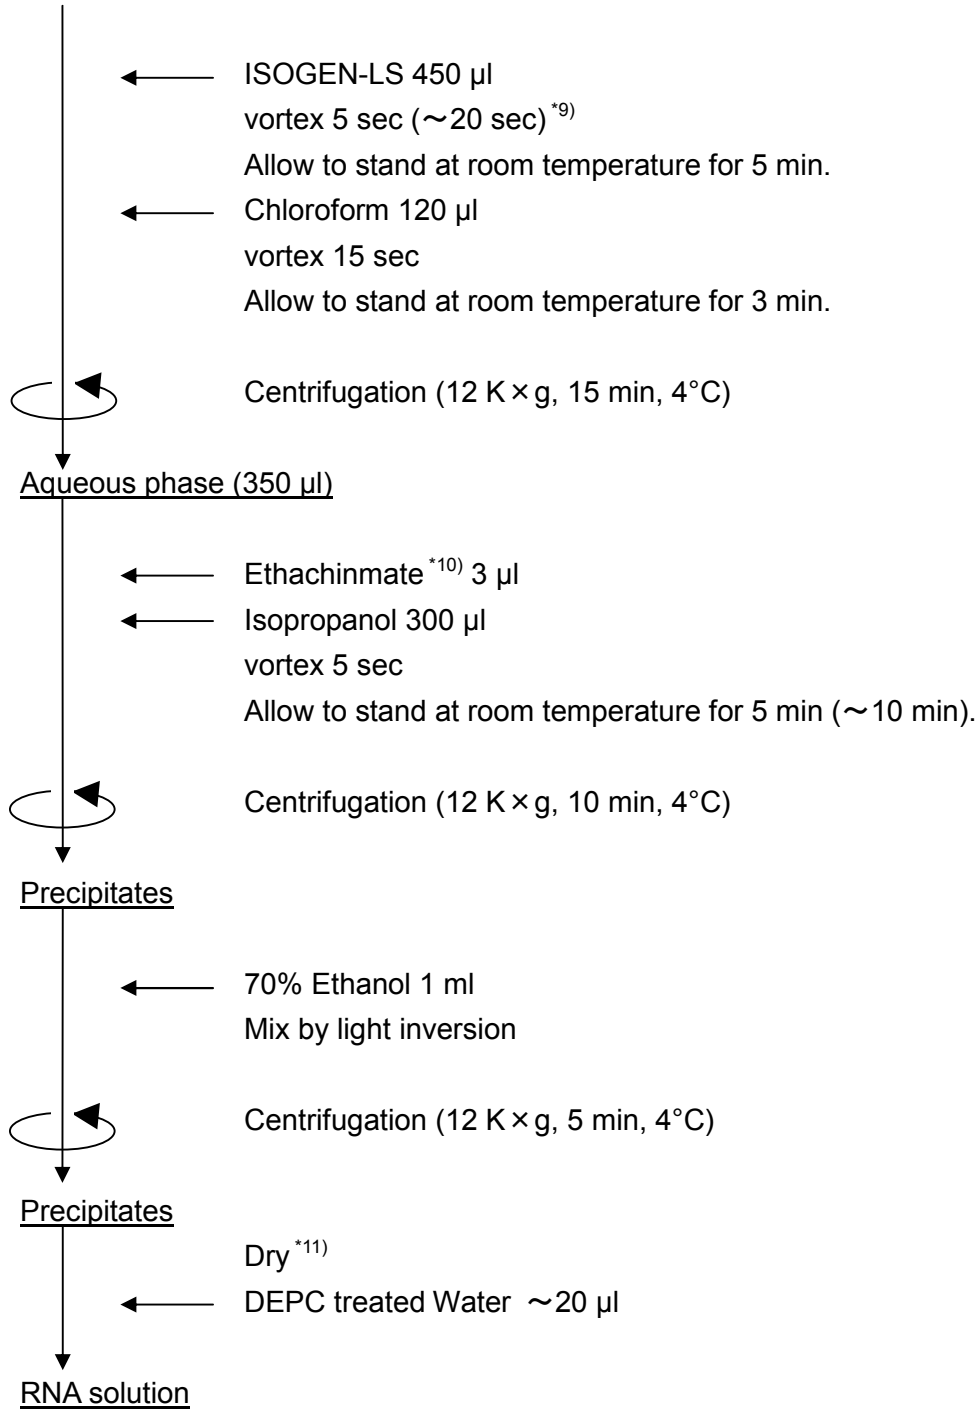 ISOGEN-LS 450 µl
vortex 5 sec (～20 sec) *9)
Allow to stand at room temperature for 5 min.
Chloroform 120 µl
vortex 15 sec
Allow to stand at room temperature for 3 min.
Centrifugation (12 K×g, 15 min, 4°C)
Aqueous phase (350 µl)
Ethachinmate *10) 3 µl
Isopropanol 300 µl
vortex 5 sec
Allow to stand at room temperature for 5 min (～10 min).
Centrifugation (12 K×g, 10 min, 4°C)
Precipitates
70% Ethanol 1 ml
Mix by light inversion
Centrifugation (12 K×g, 5 min, 4°C)
Precipitates
Dry *11)
DEPC treated Water ～20 µl
RNA solution